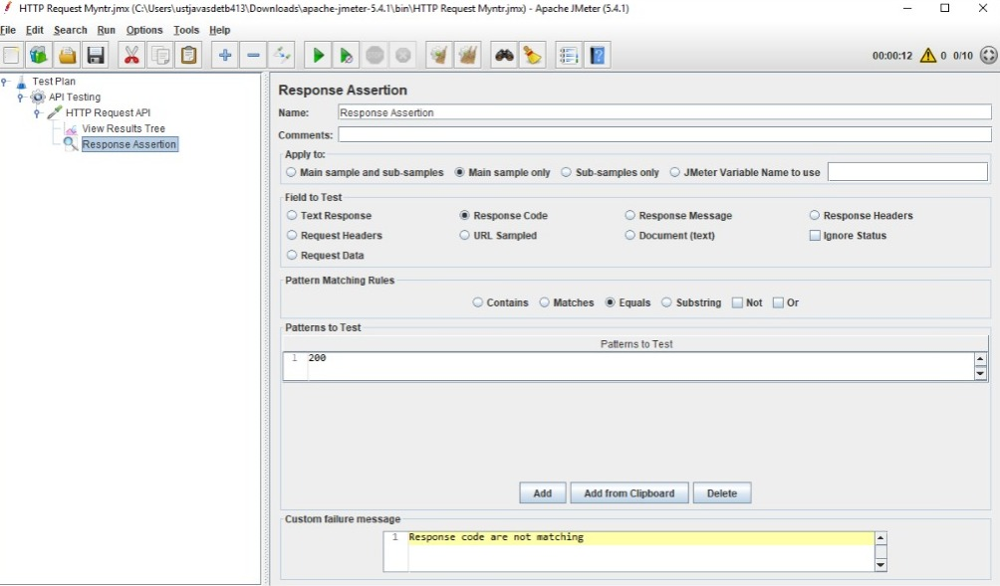 HTTP Request Myntr.jmx (C:\Users\ustjavasdetb413\Downloads\apache-jmeter-5.4.1\bin\HTTP Request Myntr.jmx) - Apache JMeter (5.4.1)
File Edit Search Run Options Tools Help
00:00:12 0 0/10
Test Plan
API Testing
HTTP Request API
View Results Tree
Response Assertion
Response Assertion
Name: Response Assertion
Comments:
Apply to:
Main sample and sub-samples Main sample only Sub-samples only JMeter Variable Name to use
Field to Test
Text Response Response Code Response Message Response Headers
Request Headers URL Sampled Document (text) Ignore Status
Request Data
Pattern Matching Rules
Contains Matches Equals Substring Not Or
Patterns to Test
Patterns to Test
1 200
Add Add from Clipboard Delete
Custom failure message
1 Response code are not matching